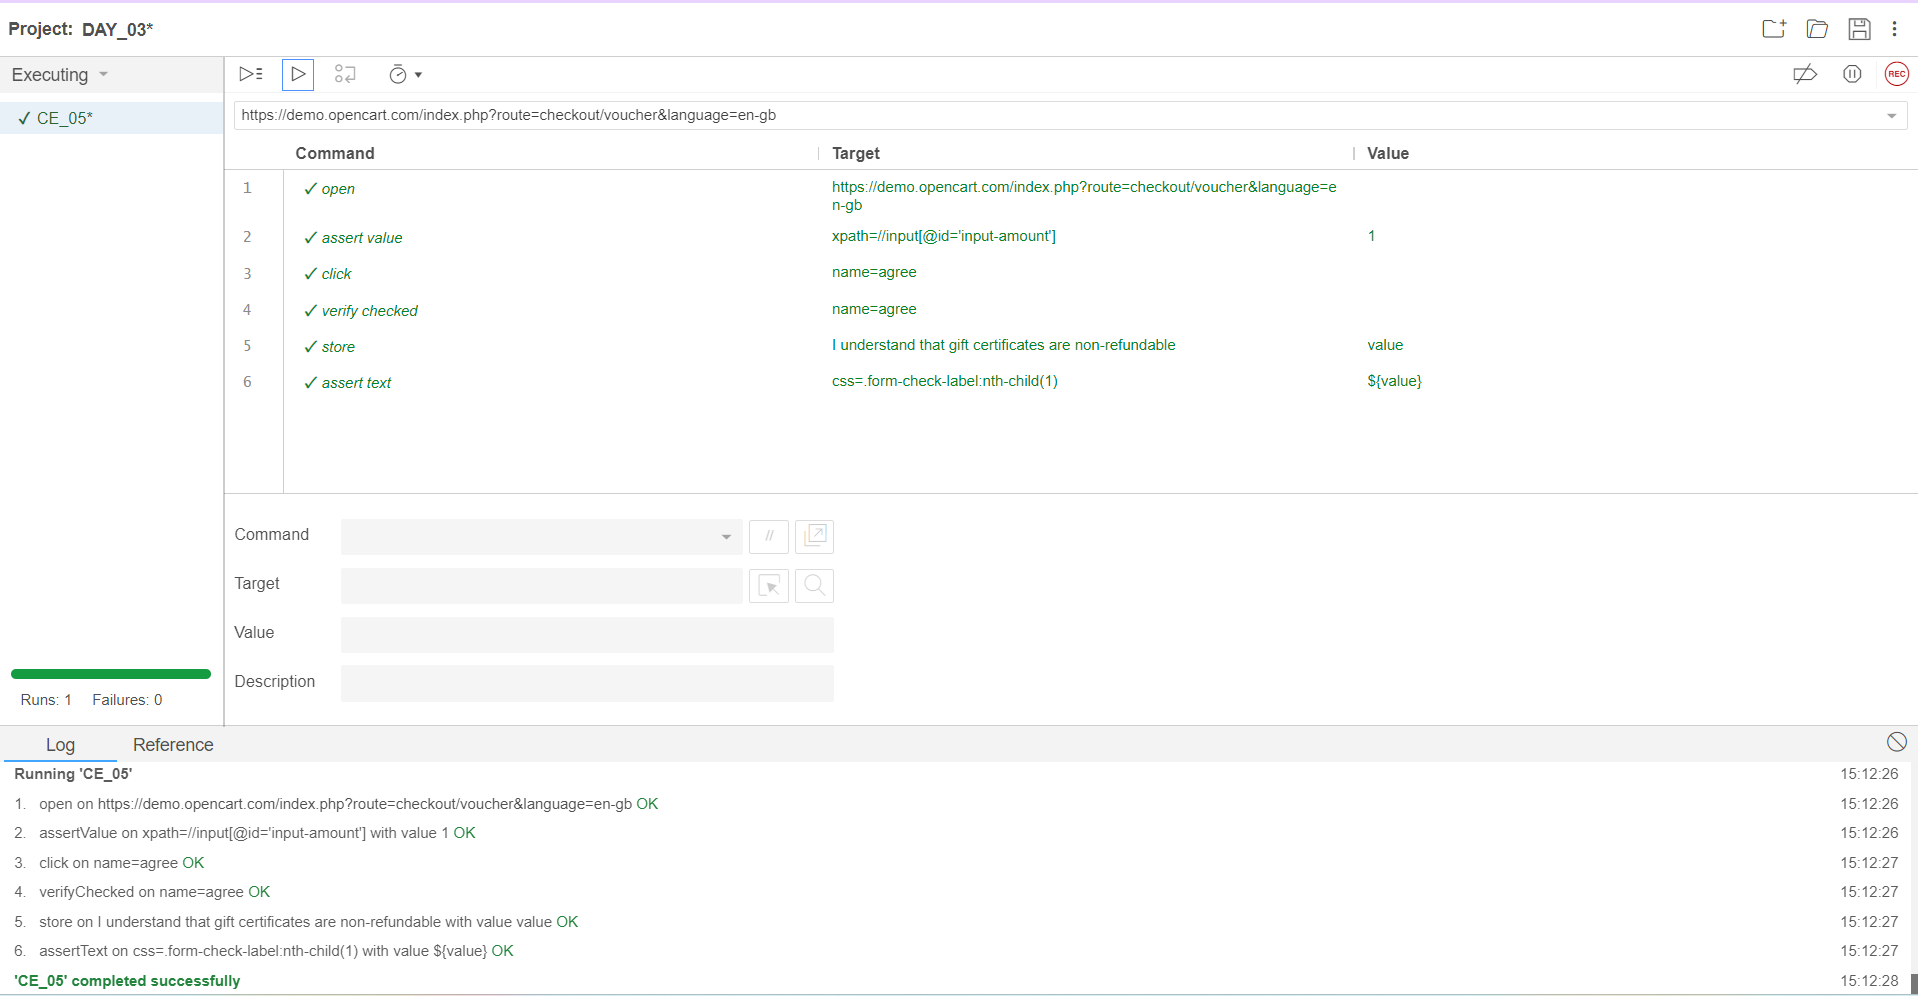 Project: DAY_03*
Executing
✓ CE_05*
REC
https://demo.opencart.com/index.php?route=checkout/voucher&language=en-gb
Command Target Value
1 ✓ open https://demo.opencart.com/index.php?route=checkout/voucher&language=e
n-gb
2 ✓ assert value xpath=//input[@id='input-amount'] 1
3 ✓ click name=agree
4 ✓ verify checked name=agree
5 ✓ store I understand that gift certificates are non-refundable value
6 ✓ assert text css=.form-check-label:nth-child(1) ${value}
Command //
Target
Value
Description
Runs: 1 Failures: 0
Log Reference
Running 'CE_05' 15:12:26
1. open on https://demo.opencart.com/index.php?route=checkout/voucher&language=en-gb OK 15:12:26
2. assertValue on xpath=//input[@id='input-amount'] with value 1 OK 15:12:26
3. click on name=agree OK 15:12:27
4. verifyChecked on name=agree OK 15:12:27
5. store on I understand that gift certificates are non-refundable with value value OK 15:12:27
6. assertText on css=.form-check-label:nth-child(1) with value ${value} OK 15:12:27
'CE_05' completed successfully 15:12:28